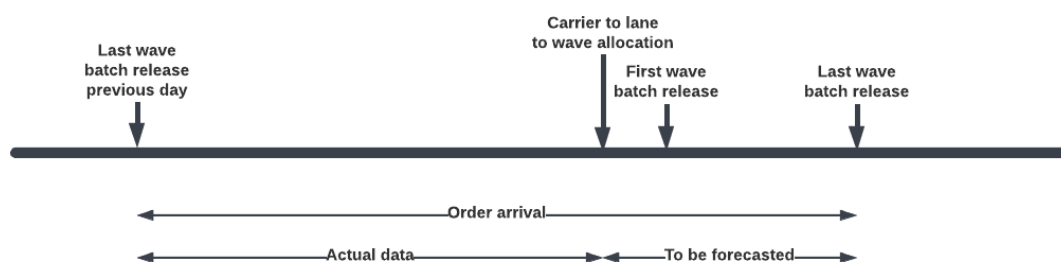 Carrier to lane
to wave allocation
Last wave
batch release
previous day
First wave
batch release
Last wave
batch release
Order arrival
Actual data
To be forecasted